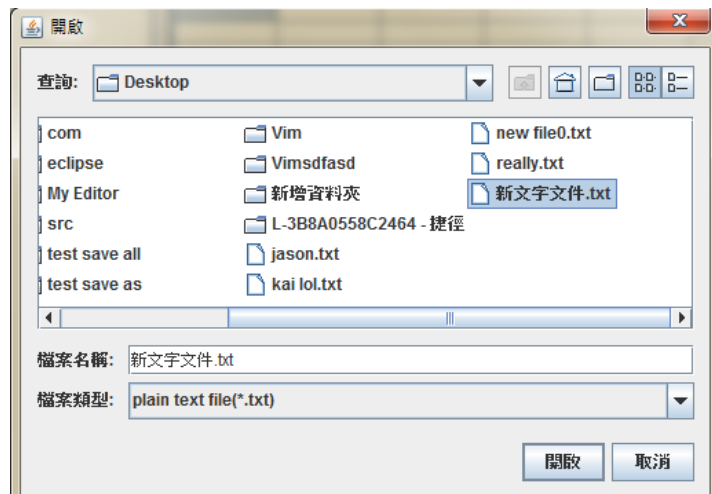 開啟
查詢: Desktop
com Vim new file0.txt
eclipse Vimsdfasd really.txt
My Editor 新增資料夾 新文字文件.txt
src L-3B8A0558C2464 - 捷徑
test save all jason.txt
test save as kai lol.txt
檔案名稱: 新文字文件.txt
檔案類型: plain text file(*.txt)
開啟 取消